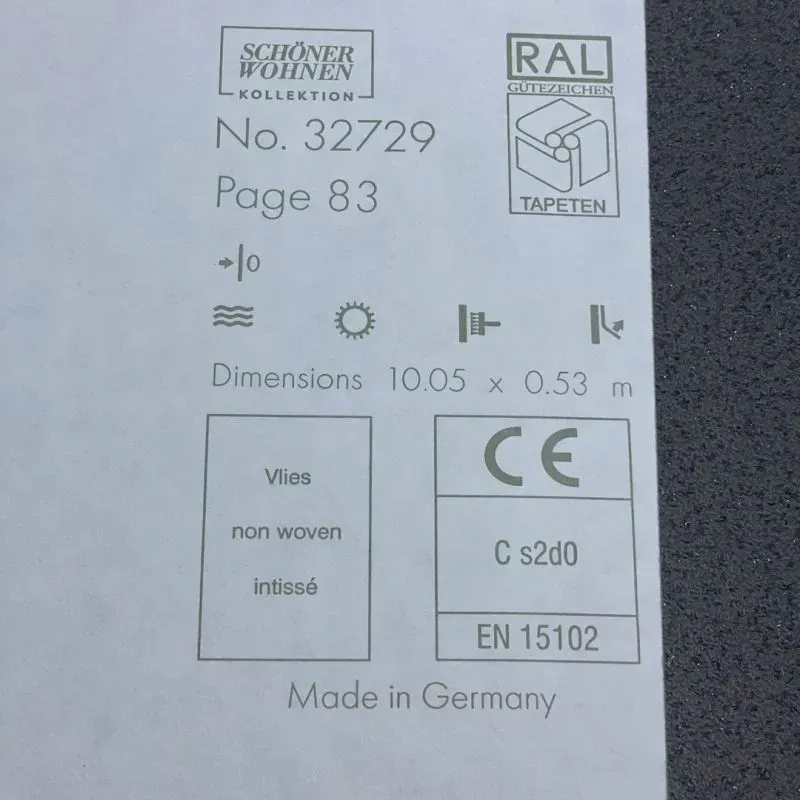 SCHÖNER
WOHNEN
KOLLEKTION
RAL
GÜTEZEICHEN
TAPETEN
No. 32729
Page 83
0
Dimensions 10.05 x 0.53 m
Vlies
non woven
intissé
CE
C s2d0
EN 15102
Made in Germany